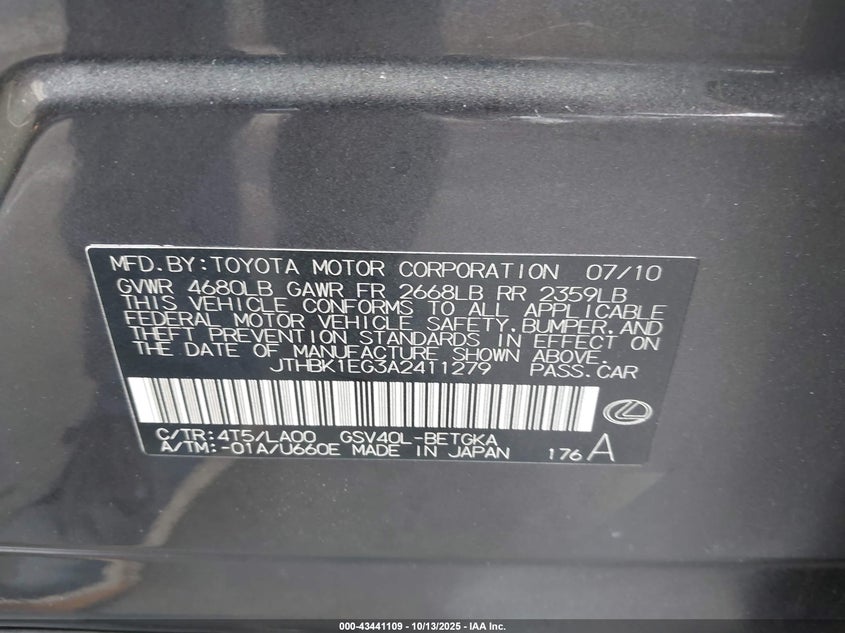 MFD.BY:TOYOTA MOTOR CORPORATION 07/10
GVWR 4680LB GAWR FR 2668LB RR 2359LB
THIS VEHICLE CONFORMS TO ALL APPLICABLE
FEDERAL MOTOR VEHICLE SAFETY,BUMPER,AND
THEFT PREVENTION STANDARDS IN EFFECT ON
THE DATE OF MANUFACTURE SHOWN ABOVE.
JTHBK1EG3A2411279 PASS.CAR
C/TR:4T5/LA00 GSV40L-BETGKA
A/TM:-01A/U660E MADE IN JAPAN 176 A
000-43441109 - 10/13/2025 - IAA Inc.